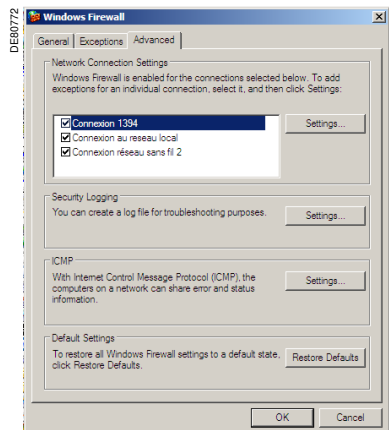 DE80772
Windows Firewall
General
Exceptions
Advanced
Network Connection Settings
Windows Firewall is enabled for the connections selected below. To add
exceptions for an individual connection, select it, and then click Settings:
Connexion 1394
Settings...
Connexion au reseau local
Connexion réseau sans fil 2
Security Logging
You can create a log file for troubleshooting purposes.
Settings...
ICMP
With Internet Control Message Protocol (ICMP), the
computers on a network can share error and status
information.
Settings...
Default Settings
To restore all Windows Firewall settings to a default state,
click Restore Defaults.
Restore Defaults
OK
Cancel